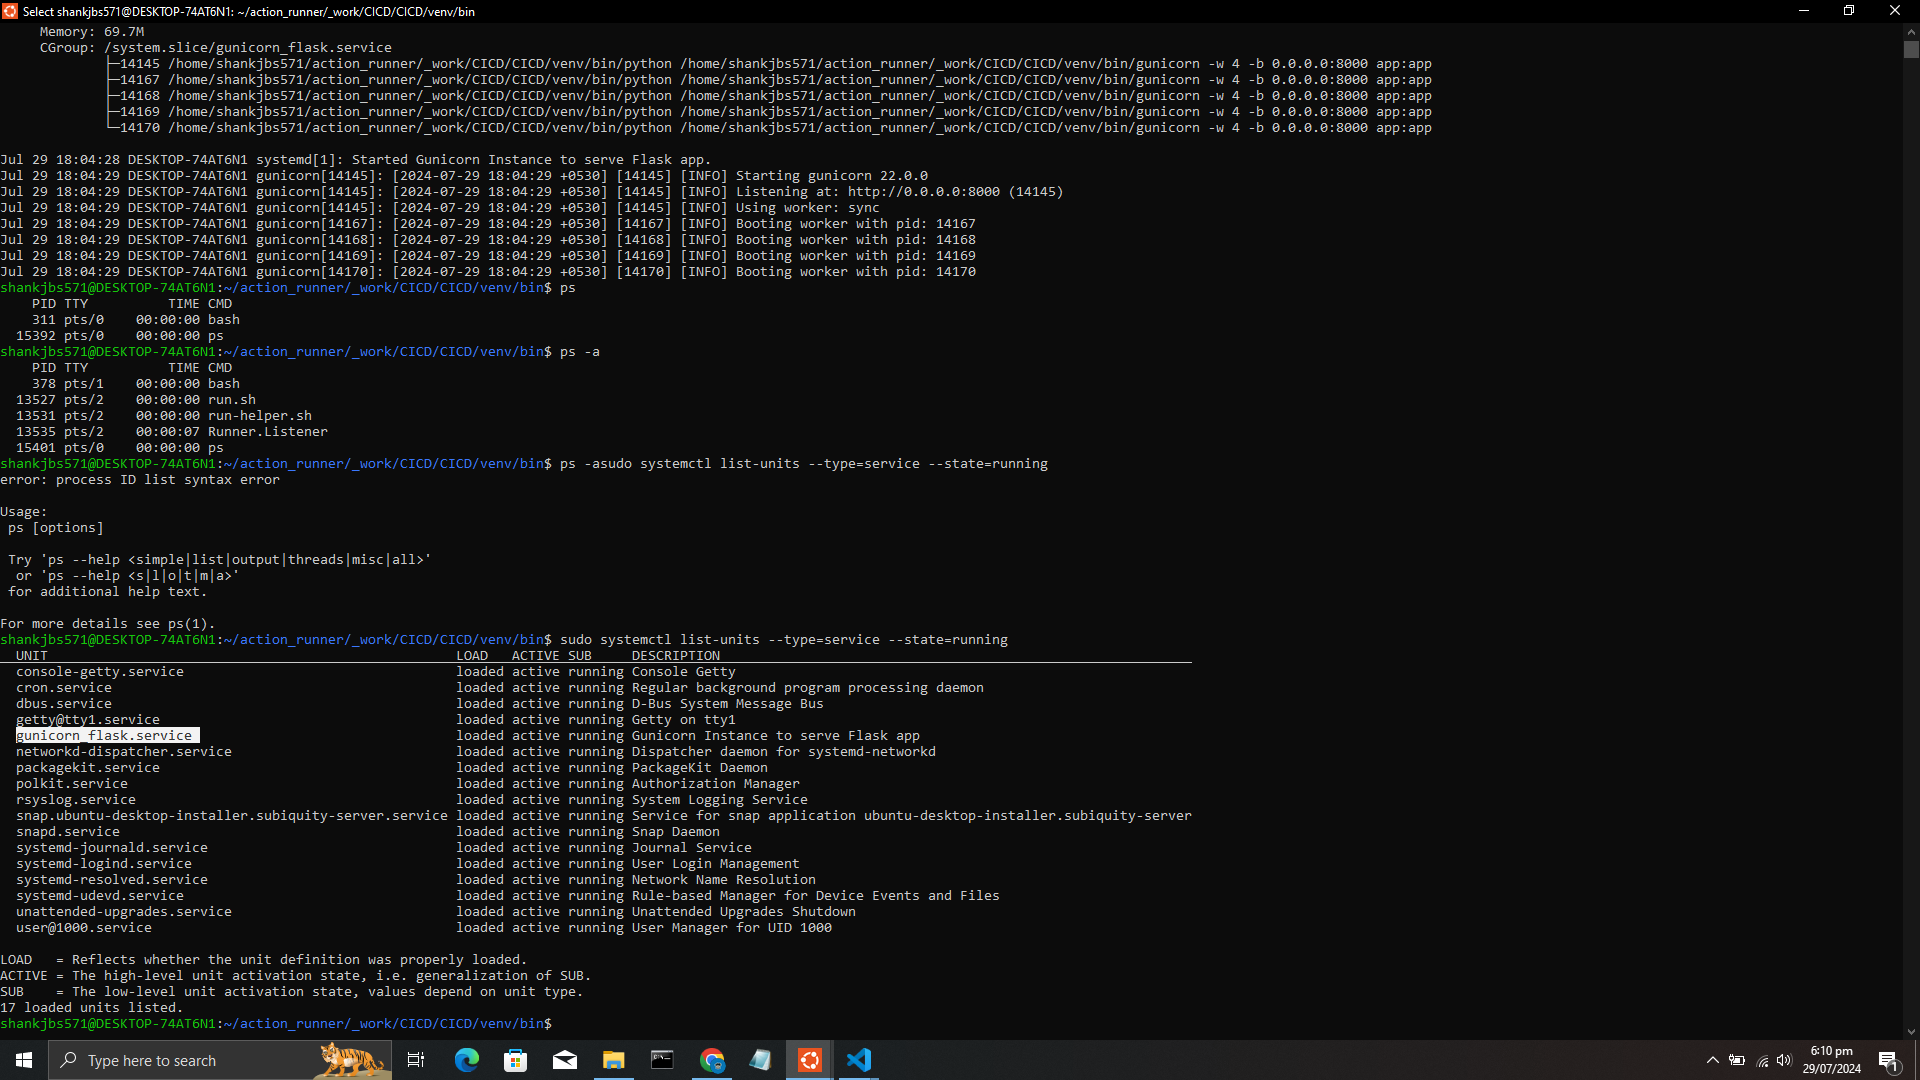 Select shankjbs571@DESKTOP-74AT6N1: ~/action_runner/_work/CICD/CICD/venv/bin
Memory: 69.7M
CGroup: /system.slice/gunicorn_flask.service
├─14145 /home/shankjbs571/action_runner/_work/CICD/CICD/venv/bin/python /home/shankjbs571/action_runner/_work/CICD/CICD/venv/bin/gunicorn -w 4 -b 0.0.0.0:8000 app:app
├─14167 /home/shankjbs571/action_runner/_work/CICD/CICD/venv/bin/python /home/shankjbs571/action_runner/_work/CICD/CICD/venv/bin/gunicorn -w 4 -b 0.0.0.0:8000 app:app
├─14168 /home/shankjbs571/action_runner/_work/CICD/CICD/venv/bin/python /home/shankjbs571/action_runner/_work/CICD/CICD/venv/bin/gunicorn -w 4 -b 0.0.0.0:8000 app:app
├─14169 /home/shankjbs571/action_runner/_work/CICD/CICD/venv/bin/python /home/shankjbs571/action_runner/_work/CICD/CICD/venv/bin/gunicorn -w 4 -b 0.0.0.0:8000 app:app
└─14170 /home/shankjbs571/action_runner/_work/CICD/CICD/venv/bin/python /home/shankjbs571/action_runner/_work/CICD/CICD/venv/bin/gunicorn -w 4 -b 0.0.0.0:8000 app:app
Jul 29 18:04:28 DESKTOP-74AT6N1 systemd[1]: Started Gunicorn Instance to serve Flask app.
Jul 29 18:04:29 DESKTOP-74AT6N1 gunicorn[14145]: [2024-07-29 18:04:29 +0530] [14145] [INFO] Starting gunicorn 22.0.0
Jul 29 18:04:29 DESKTOP-74AT6N1 gunicorn[14145]: [2024-07-29 18:04:29 +0530] [14145] [INFO] Listening at: http://0.0.0.0:8000 (14145)
Jul 29 18:04:29 DESKTOP-74AT6N1 gunicorn[14145]: [2024-07-29 18:04:29 +0530] [14145] [INFO] Using worker: sync
Jul 29 18:04:29 DESKTOP-74AT6N1 gunicorn[14167]: [2024-07-29 18:04:29 +0530] [14167] [INFO] Booting worker with pid: 14167
Jul 29 18:04:29 DESKTOP-74AT6N1 gunicorn[14168]: [2024-07-29 18:04:29 +0530] [14168] [INFO] Booting worker with pid: 14168
Jul 29 18:04:29 DESKTOP-74AT6N1 gunicorn[14169]: [2024-07-29 18:04:29 +0530] [14169] [INFO] Booting worker with pid: 14169
Jul 29 18:04:29 DESKTOP-74AT6N1 gunicorn[14170]: [2024-07-29 18:04:29 +0530] [14170] [INFO] Booting worker with pid: 14170
shankjbs571@DESKTOP-74AT6N1:~/action_runner/_work/CICD/CICD/venv/bin$ ps
PID TTY TIME CMD
311 pts/0 00:00:00 bash
15392 pts/0 00:00:00 ps
shankjbs571@DESKTOP-74AT6N1:~/action_runner/_work/CICD/CICD/venv/bin$ ps -a
PID TTY TIME CMD
378 pts/1 00:00:00 bash
13527 pts/2 00:00:00 run.sh
13531 pts/2 00:00:00 run-helper.sh
13535 pts/2 00:00:07 Runner.Listener
15401 pts/0 00:00:00 ps
shankjbs571@DESKTOP-74AT6N1:~/action_runner/_work/CICD/CICD/venv/bin$ ps -asudo systemctl list-units --type=service --state=running
error: process ID list syntax error
Usage:
ps [options]
Try 'ps --help <simple|list|output|threads|misc|all>'
or 'ps --help <s|l|o|t|m|a>'
for additional help text.
For more details see ps(1).
shankjbs571@DESKTOP-74AT6N1:~/action_runner/_work/CICD/CICD/venv/bin$ sudo systemctl list-units --type=service --state=running
UNIT LOAD ACTIVE SUB DESCRIPTION
console-getty.service loaded active running Console Getty
cron.service loaded active running Regular background program processing daemon
dbus.service loaded active running D-Bus System Message Bus
getty@tty1.service loaded active running Getty on tty1
gunicorn_flask.service loaded active running Gunicorn Instance to serve Flask app
networkd-dispatcher.service loaded active running Dispatcher daemon for systemd-networkd
packagekit.service loaded active running PackageKit Daemon
polkit.service loaded active running Authorization Manager
rsyslog.service loaded active running System Logging Service
snap.ubuntu-desktop-installer.subiquity-server.service loaded active running Service for snap application ubuntu-desktop-installer.subiquity-server
snapd.service loaded active running Snap Daemon
systemd-journald.service loaded active running Journal Service
systemd-logind.service loaded active running User Login Management
systemd-resolved.service loaded active running Network Name Resolution
systemd-udevd.service loaded active running Rule-based Manager for Device Events and Files
unattended-upgrades.service loaded active running Unattended Upgrades Shutdown
user@1000.service loaded active running User Manager for UID 1000
LOAD = Reflects whether the unit definition was properly loaded.
ACTIVE = The high-level unit activation state, i.e. generalization of SUB.
SUB = The low-level unit activation state, values depend on unit type.
17 loaded units listed.
shankjbs571@DESKTOP-74AT6N1:~/action_runner/_work/CICD/CICD/venv/bin$
Type here to search
6:10 pm
29/07/2024
1